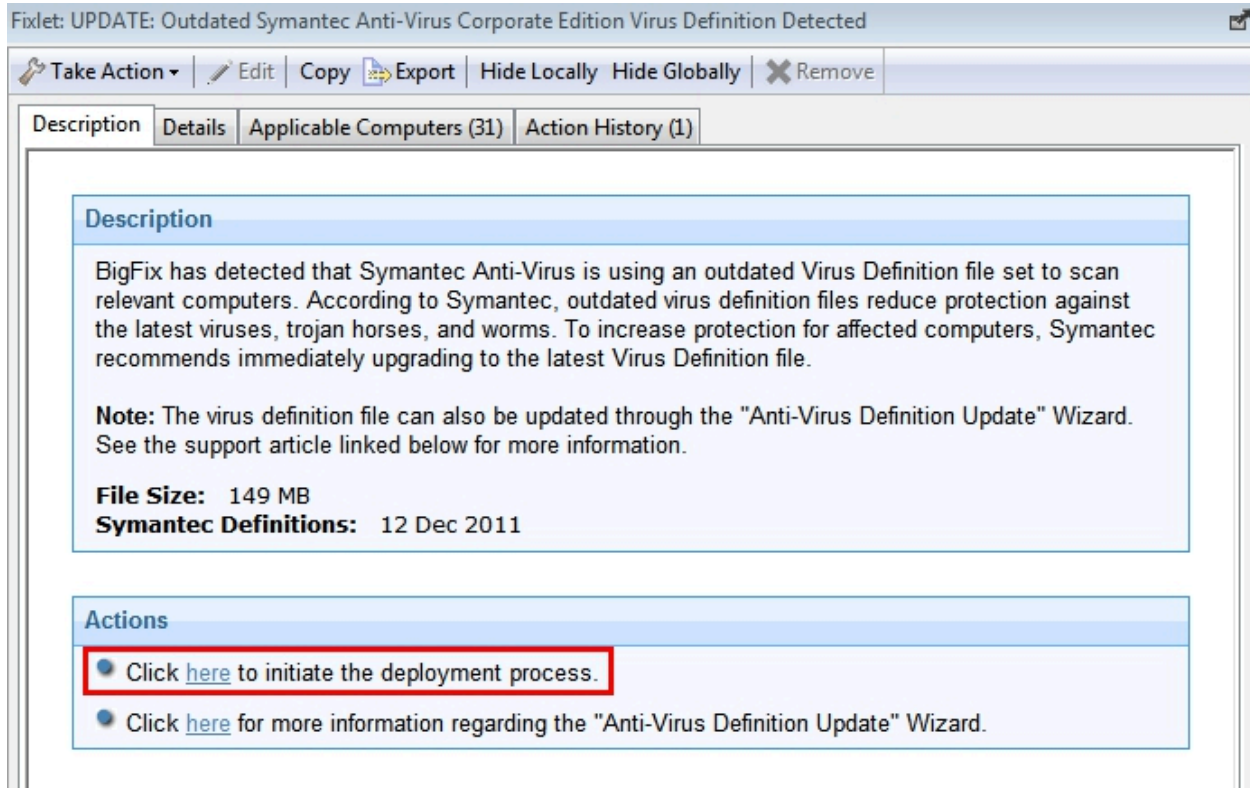 Fixlet: UPDATE: Outdated Symantec Anti-Virus Corporate Edition Virus Definition Detected
Take Action Edit Copy Export Hide Locally Hide Globally Remove
Description Details Applicable Computers (31) Action History (1)
Description
BigFix has detected that Symantec Anti-Virus is using an outdated Virus Definition file set to scan
relevant computers. According to Symantec, outdated virus definition files reduce protection against
the latest viruses, trojan horses, and worms. To increase protection for affected computers, Symantec
recommends immediately upgrading to the latest Virus Definition file.
Note: The virus definition file can also be updated through the "Anti-Virus Definition Update" Wizard.
See the support article linked below for more information.
File Size: 149 MB
Symantec Definitions: 12 Dec 2011
Actions
Click here to initiate the deployment process.
Click here for more information regarding the "Anti-Virus Definition Update" Wizard.